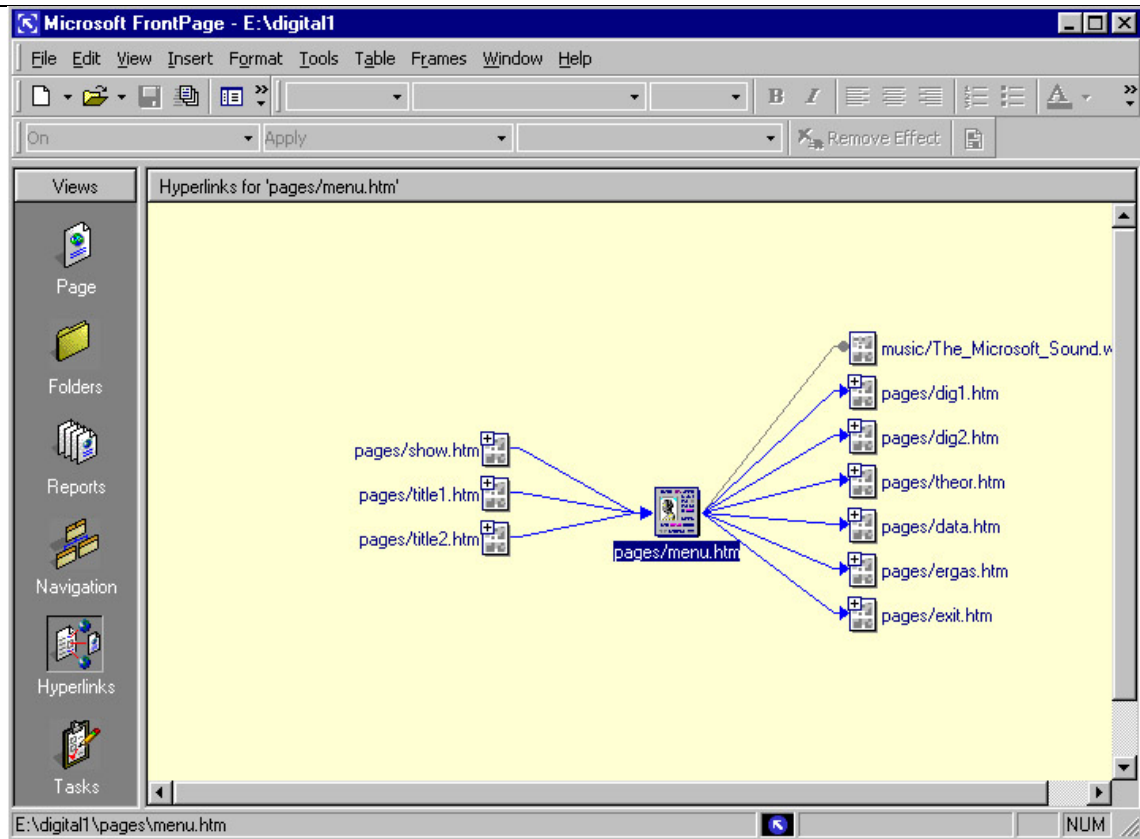 Microsoft FrontPage - E:\digital1
File Edit View Insert Format Tools Table Frames Window Help
B I A
On Apply Remove Effect
Views Hyperlinks for 'pages/menu.htm'
Page
Folders
Reports
Navigation
Hyperlinks
Tasks
pages/show.htm
pages/title1.htm
pages/title2.htm
pages/menu.htm
music/The_Microsoft_Sound.w
pages/dig1.htm
pages/dig2.htm
pages/theor.htm
pages/data.htm
pages/ergas.htm
pages/exit.htm
E:\digital1\pages\menu.htm NUM